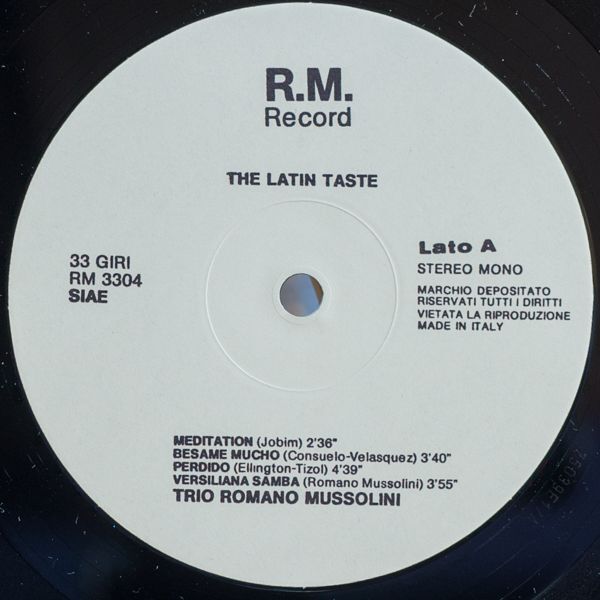 R.M.
Record
THE LATIN TASTE
33 GIRI
RM 3304
SIAE
Lato A
STEREO MONO
MARCHIO DEPOSITATO
RISERVATI TUTTI I DIRITTI
VIETATA LA RIPRODUZIONE
MADE IN ITALY
MEDITATION (Jobim) 2'36"
BESAME MUCHO (Consuelo-Velasquez) 3'40"
PERDIDO (Ellington-Tizol) 4'39"
VERSILIANA SAMBA (Romano Mussolini) 3'55"
TRIO ROMANO MUSSOLINI